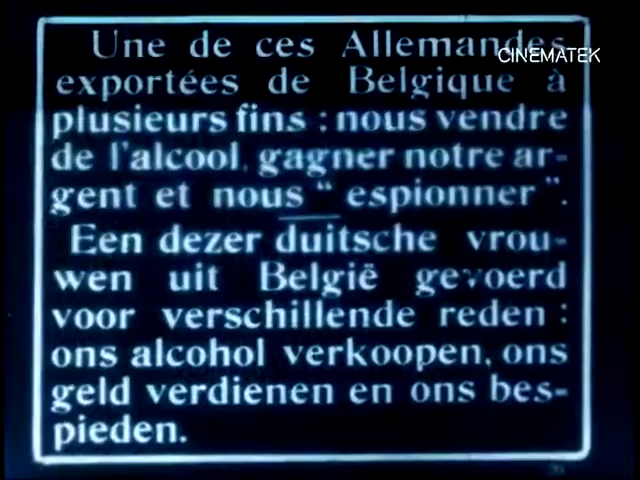 Une de ces Allemandes
CINEMATEK
exportées de Belgique à
plusieurs fins : nous vendre
de l'alcool, gagner notre ar-
gent et nous " espionner ".
Een dezer duitsche vrou-
wen uit België gevoerd
voor verschillende reden :
ons alcohol verkoopen, ons
geld verdienen en ons bes-
pieden.